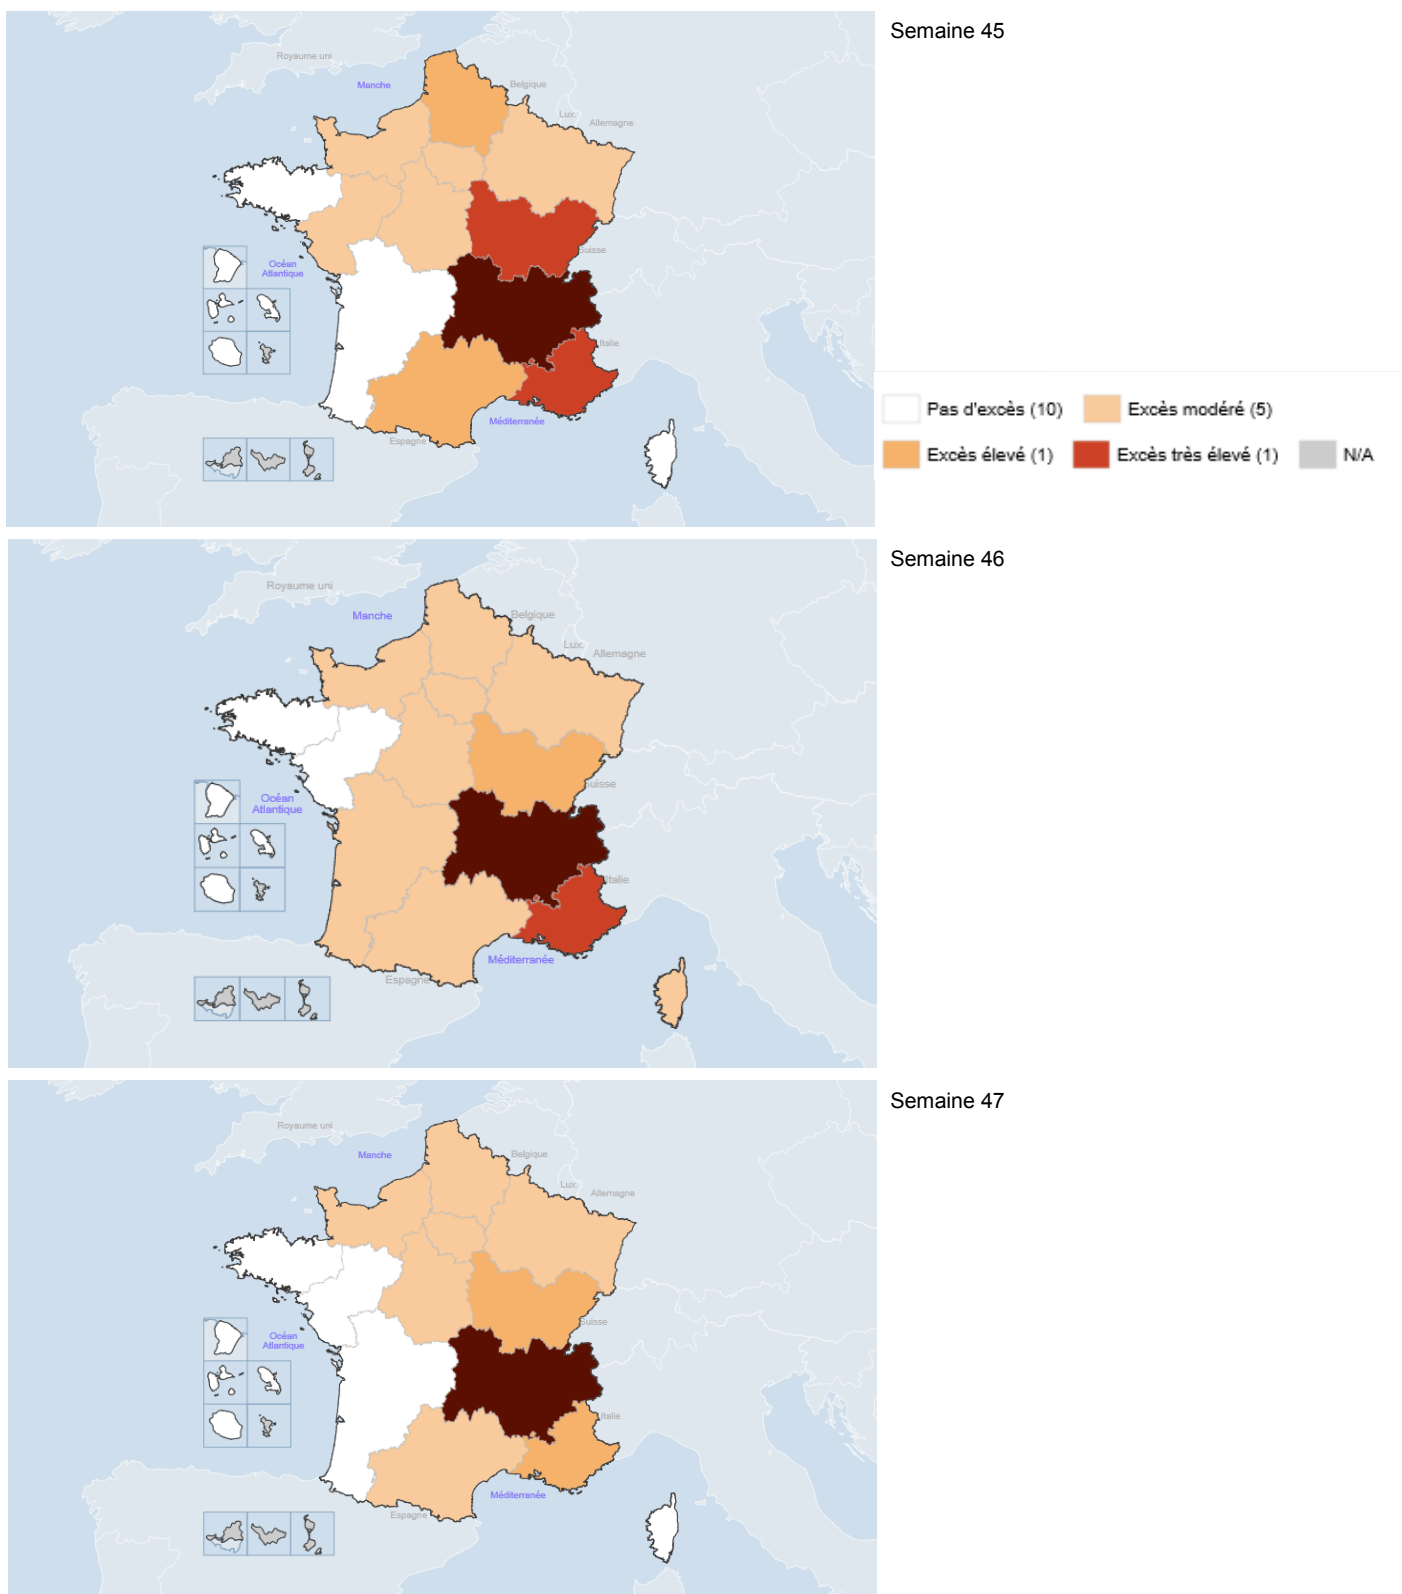 Semaine 45
Royaume uni
Manche
Belgique
Lux.
Allemagne
Suisse
Océan
Atlantique
Italie
Méditerranée
Espagne
Pas d'excès (10)
Excès modéré (5)
Excès élevé (1)
Excès très élevé (1)
N/A
Semaine 46
Royaume uni
Manche
Belgique
Lux.
Allemagne
Suisse
Océan
Atlantique
Italie
Méditerranée
Espagne
Semaine 47
Royaume uni
Manche
Belgique
Lux.
Allemagne
Suisse
Océan
Atlantique
Italie
Méditerranée
Espagne